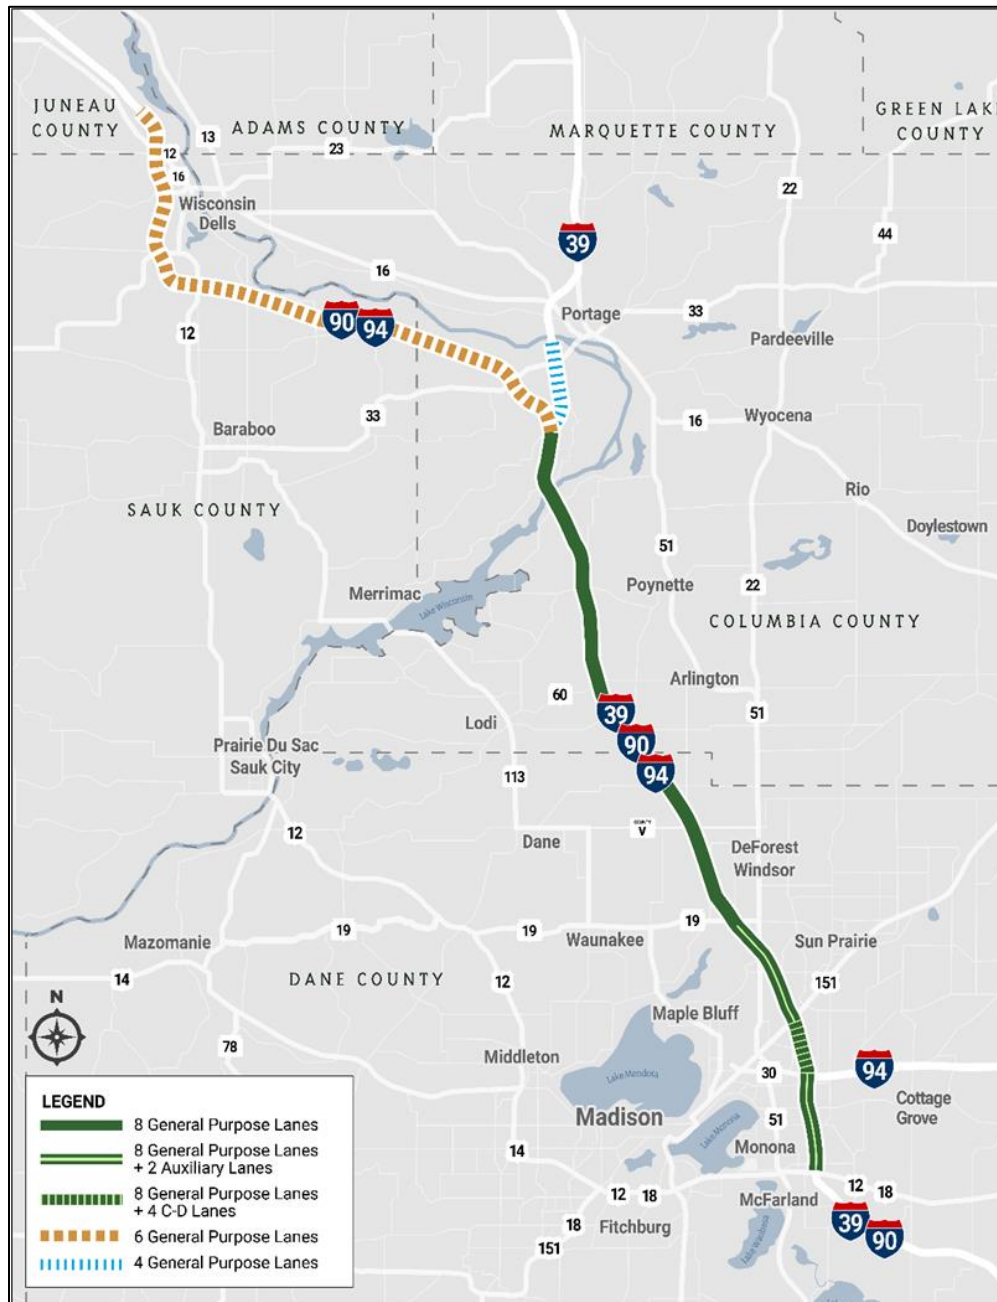 JUNEAU
COUNTY
ADAMS COUNTY
MARQUETTE COUNTY
GREEN LAKE
COUNTY
13
23
12
16
22
Wisconsin
Dells
44
39
16
90
94
Portage
33
12
Pardeeville
33
Baraboo
16
Wyocena
Rio
SAUK COUNTY
Doylestown
51
22
Poynette
Merrimac
Lake Wisconsin
COLUMBIA COUNTY
Arlington
60
39
51
Lodi
90
Prairie Du Sac
Sauk City
94
113
12
Dane
COUNTY
V
DeForest
Windsor
19
19
19
Mazomanie
Waunakee
Sun Prairie
14
DANE COUNTY
12
151
N
Maple Bluff
78
Middleton
30
94
Lake Mendota
Cottage
Grove
Madison
51
Lake Monona
Monona
14
12
18
McFarland
12
18
18
Fitchburg
39
90
151
Lake Waubesa
LEGEND
8 General Purpose Lanes
8 General Purpose Lanes
+ 2 Auxiliary Lanes
8 General Purpose Lanes
+ 4 C-D Lanes
6 General Purpose Lanes
4 General Purpose Lanes